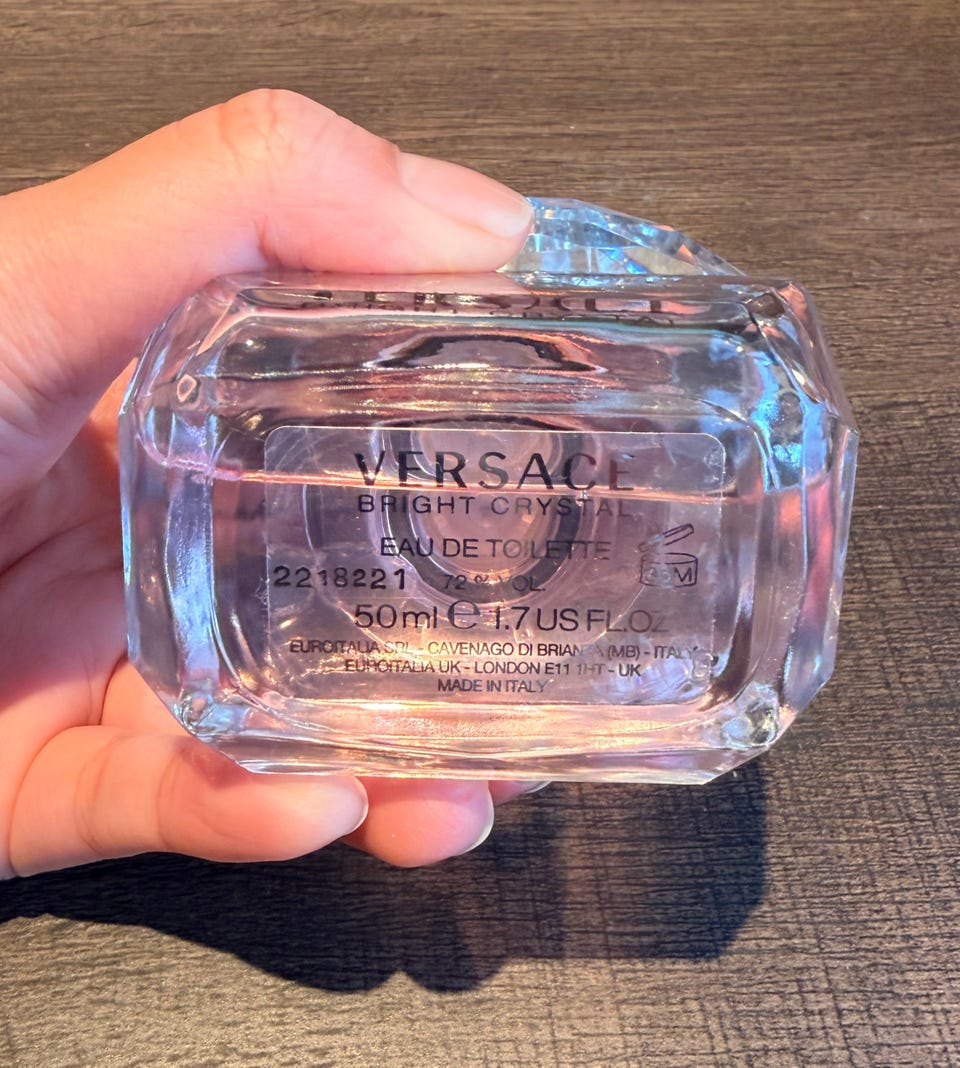 VERSACE
BRIGHT CRYSTAL
EAU DE TOILETTE
2218221 72 % VOL.
36M
50ml e 1.7 US FL.OZ
EUROITALIA SRL - CAVENAGO DI BRIANZA (MB) - ITALY
EUROITALIA UK - LONDON E11 1HT - UK
MADE IN ITALY